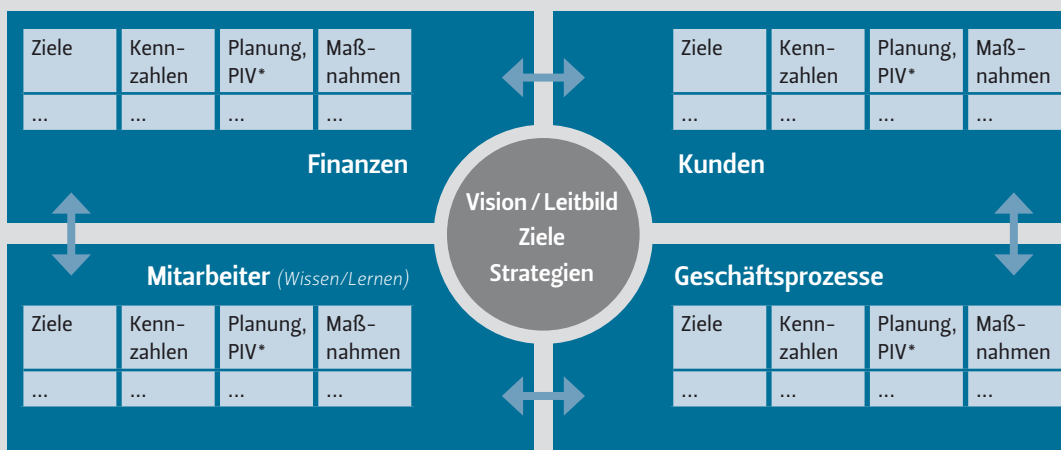 Ziele Kenn- Planung, Maß-
zahlen PIV* nahmen
... ... ... ...
Finanzen
Ziele Kenn- Planung, Maß-
zahlen PIV* nahmen
... ... ... ...
Kunden
Vision / Leitbild
Ziele
Strategien
Mitarbeiter (Wissen/Lernen)
Ziele Kenn- Planung, Maß-
zahlen PIV* nahmen
... ... ... ...
Geschäftsprozesse
Ziele Kenn- Planung, Maß-
zahlen PIV* nahmen
... ... ... ...